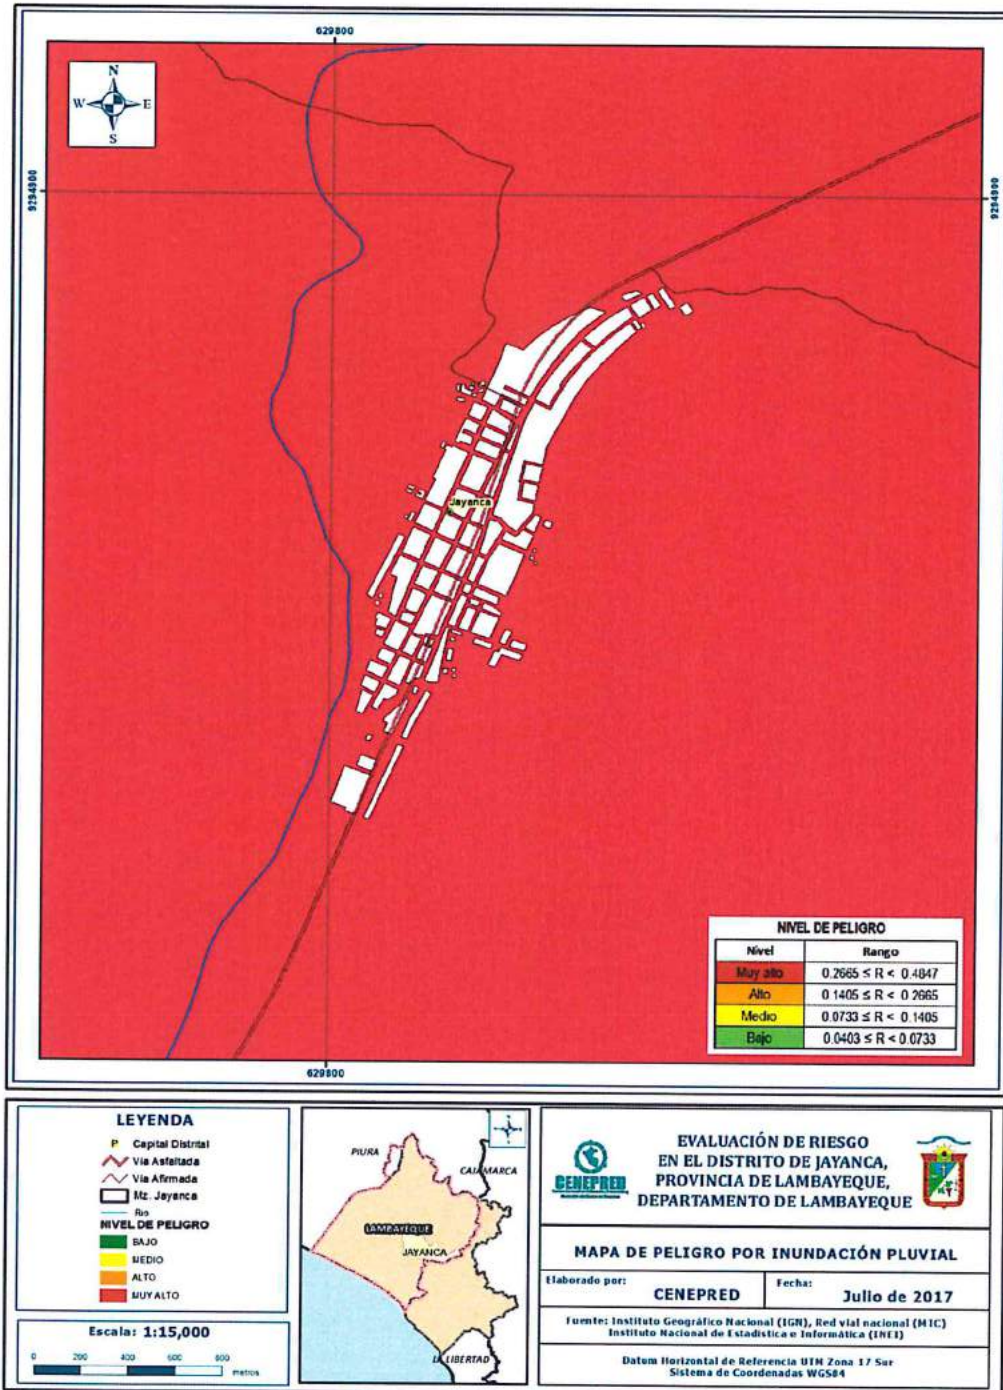 629800
N
W E
S
9294900
9294900
Jayanca
NIVEL DE PELIGRO
Nivel Rango
Muy alto 0.2665 ≤ R < 0.4847
Alto 0.1405 ≤ R < 0.2665
Medio 0.0733 ≤ R < 0.1405
Bajo 0.0403 ≤ R < 0.0733
629800
LEYENDA
P Capital Distrital
Via Asfaltada
Via Afirmada
Mz. Jayanca
Rio
NIVEL DE PELIGRO
BAJO
MEDIO
ALTO
MUY ALTO
Escala: 1:15,000
0 200 400 600 800
metros
PIURA
CAJAMARCA
LAMBAYEQUE
JAYANCA
LA LIBERTAD
CENEPRED
EVALUACIÓN DE RIESGO
EN EL DISTRITO DE JAYANCA,
PROVINCIA DE LAMBAYEQUE,
DEPARTAMENTO DE LAMBAYEQUE
MAPA DE PELIGRO POR INUNDACIÓN PLUVIAL
Elaborado por: CENEPRED
Fecha: Julio de 2017
Fuente: Instituto Geográfico Nacional (IGN), Red vial nacional (MTC)
Instituto Nacional de Estadística e Informática (INEI)
Datum Horizontal de Referencia UTM Zona 17 Sur
Sistema de Coordenadas WGS84